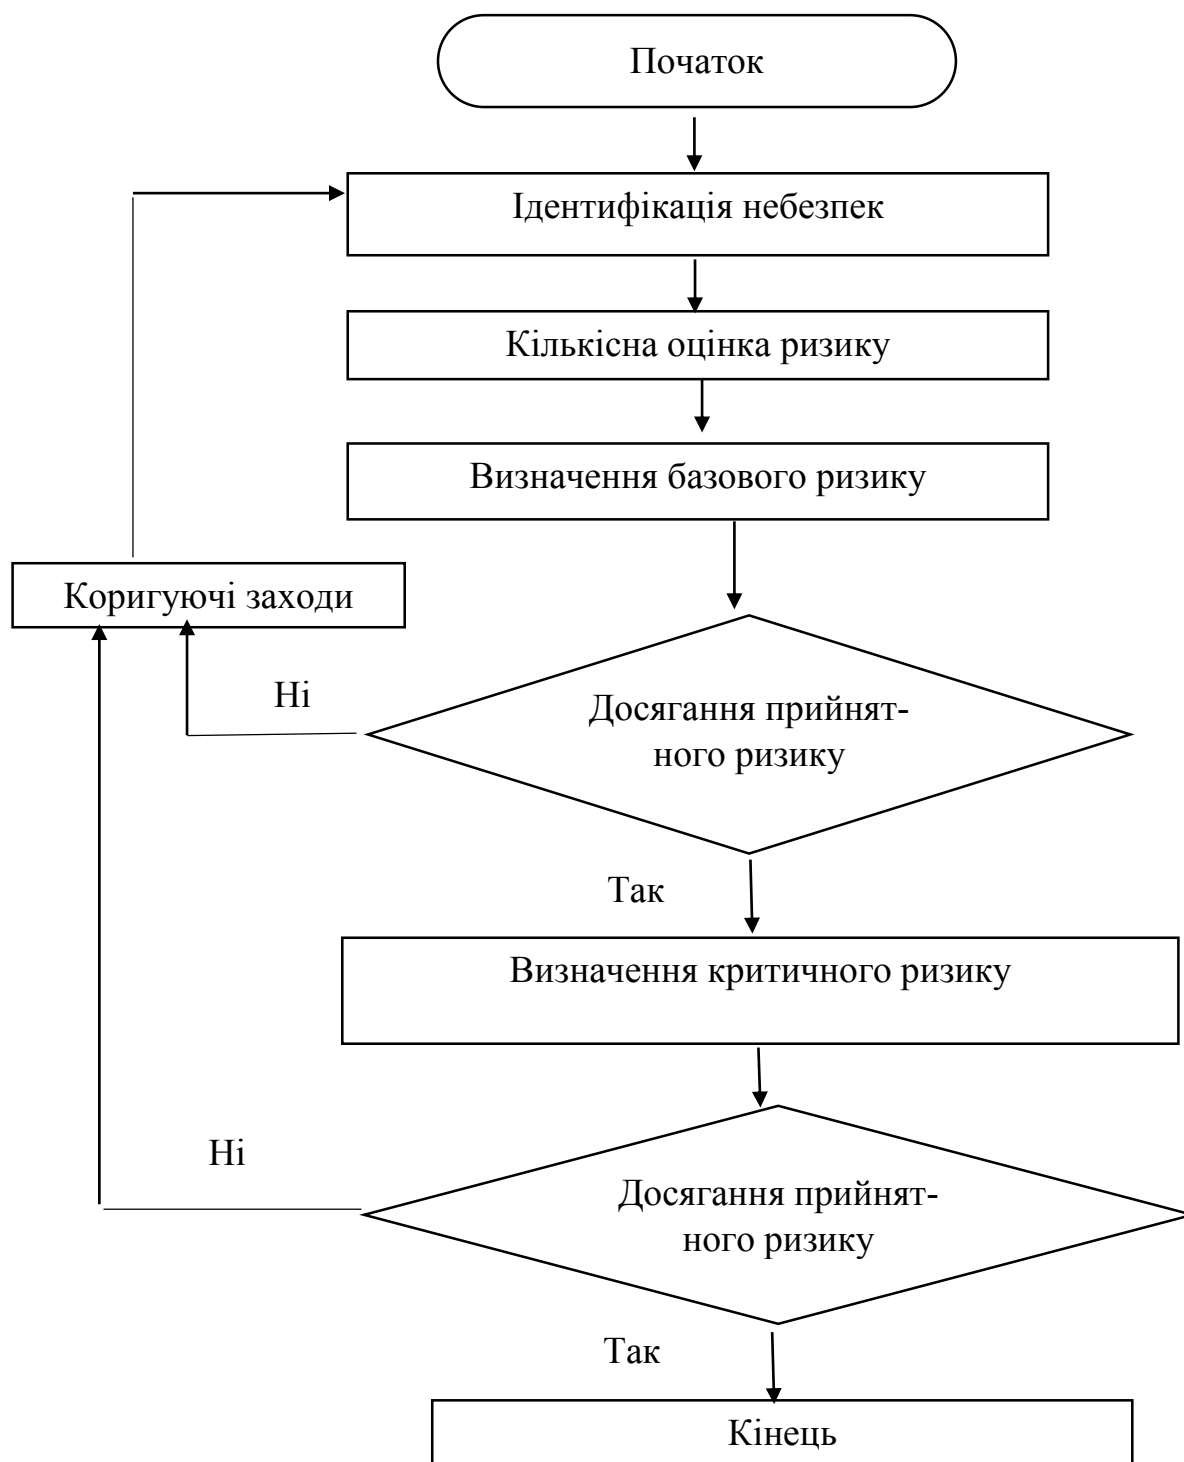 Початок
Ідентифікація небезпек
Кількісна оцінка ризику
Визначення базового ризику
Коригуючі заходи
Ні
Досягання прийнят-
ного ризику
Так
Визначення критичного ризику
Ні
Досягання прийнят-
ного ризику
Так
Кінець